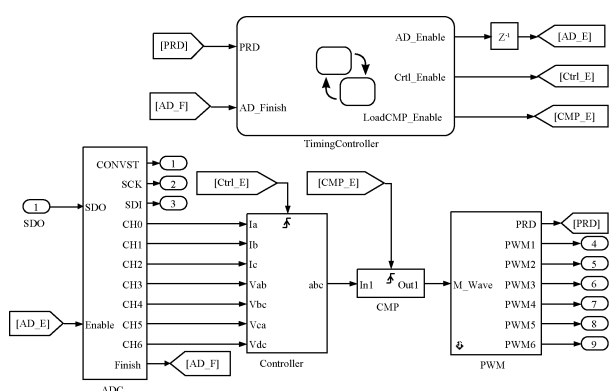 [PRD]
PRD
AD_Enable
Z-1
[AD_E]
Crtl_Enable
[Ctrl_E]
[AD_F]
AD_Finish
LoadCMP_Enable
[CMP_E]
TimingController
CONVST
1
SCK
2
SDI
3
1
SDO
SDO
CH0
CH1
CH2
CH3
CH4
CH5
CH6
[AD_E]
Enable
Finish
[AD_F]
ADC
[Ctrl_E]
Ia
Ib
Ic
Vab
Vbc
Vca
Vdc
abc
Controller
[CMP_E]
In1
Out1
CMP
M_Wave
PRD
[PRD]
PWM1
4
PWM2
5
PWM3
6
PWM4
7
PWM5
8
PWM6
9
PWM